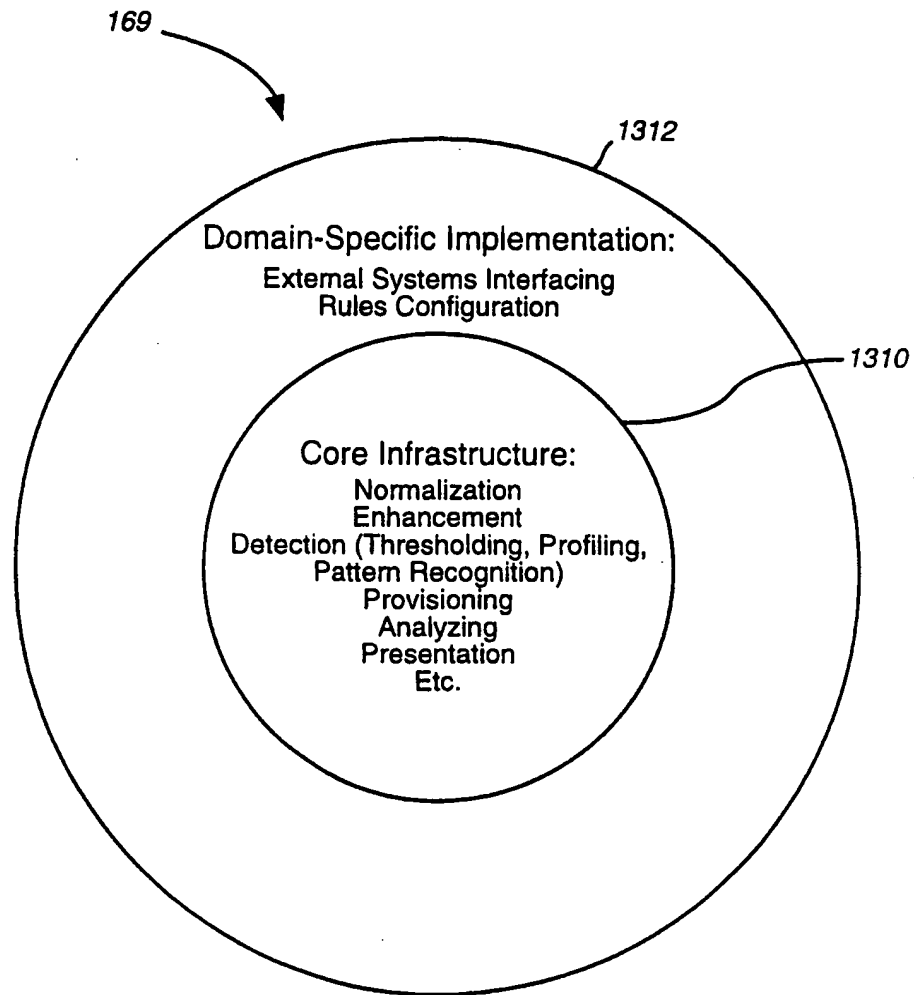 169
1312
Domain-Specific Implementation:
External Systems Interfacing
Rules Configuration
1310
Core Infrastructure:
Normalization
Enhancement
Detection (Thresholding, Profiling,
Pattern Recognition)
Provisioning
Analyzing
Presentation
Etc.